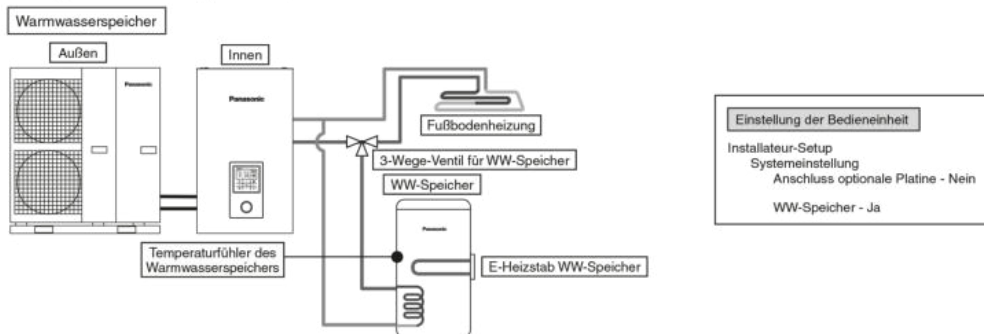 Warmwasserspeicher
Außen
Innen
Panasonic
Panasonic
Fußbodenheizung
3-Wege-Ventil für WW-Speicher
WW-Speicher
Panasonic
Temperaturfühler des
Warmwasserspeichers
E-Heizstab WW-Speicher
Einstellung der Bedieneinheit
Installateur-Setup
Systemeinstellung
Anschluss optionale Platine - Nein
WW-Speicher - Ja